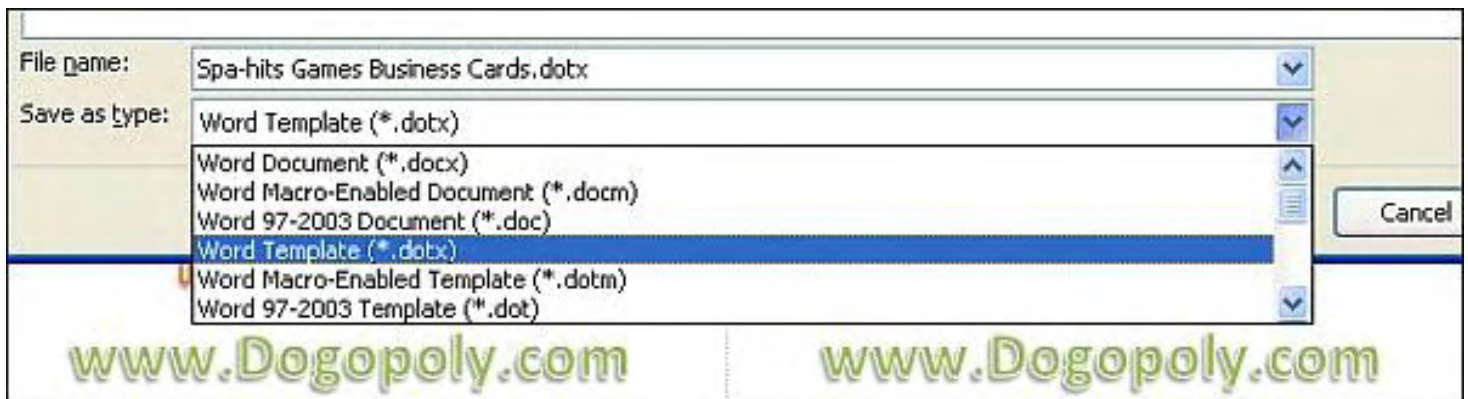 File name:
Spa-hits Games Business Cards.dotx
Save as type:
Word Template (*.dotx)
Word Document (*.docx)
Word Macro-Enabled Document (*.docm)
Word 97-2003 Document (*.doc)
Word Template (*.dotx)
Word Macro-Enabled Template (*.dotm)
Word 97-2003 Template (*.dot)
Cancel
www.Dogopoly.com
www.Dogopoly.com